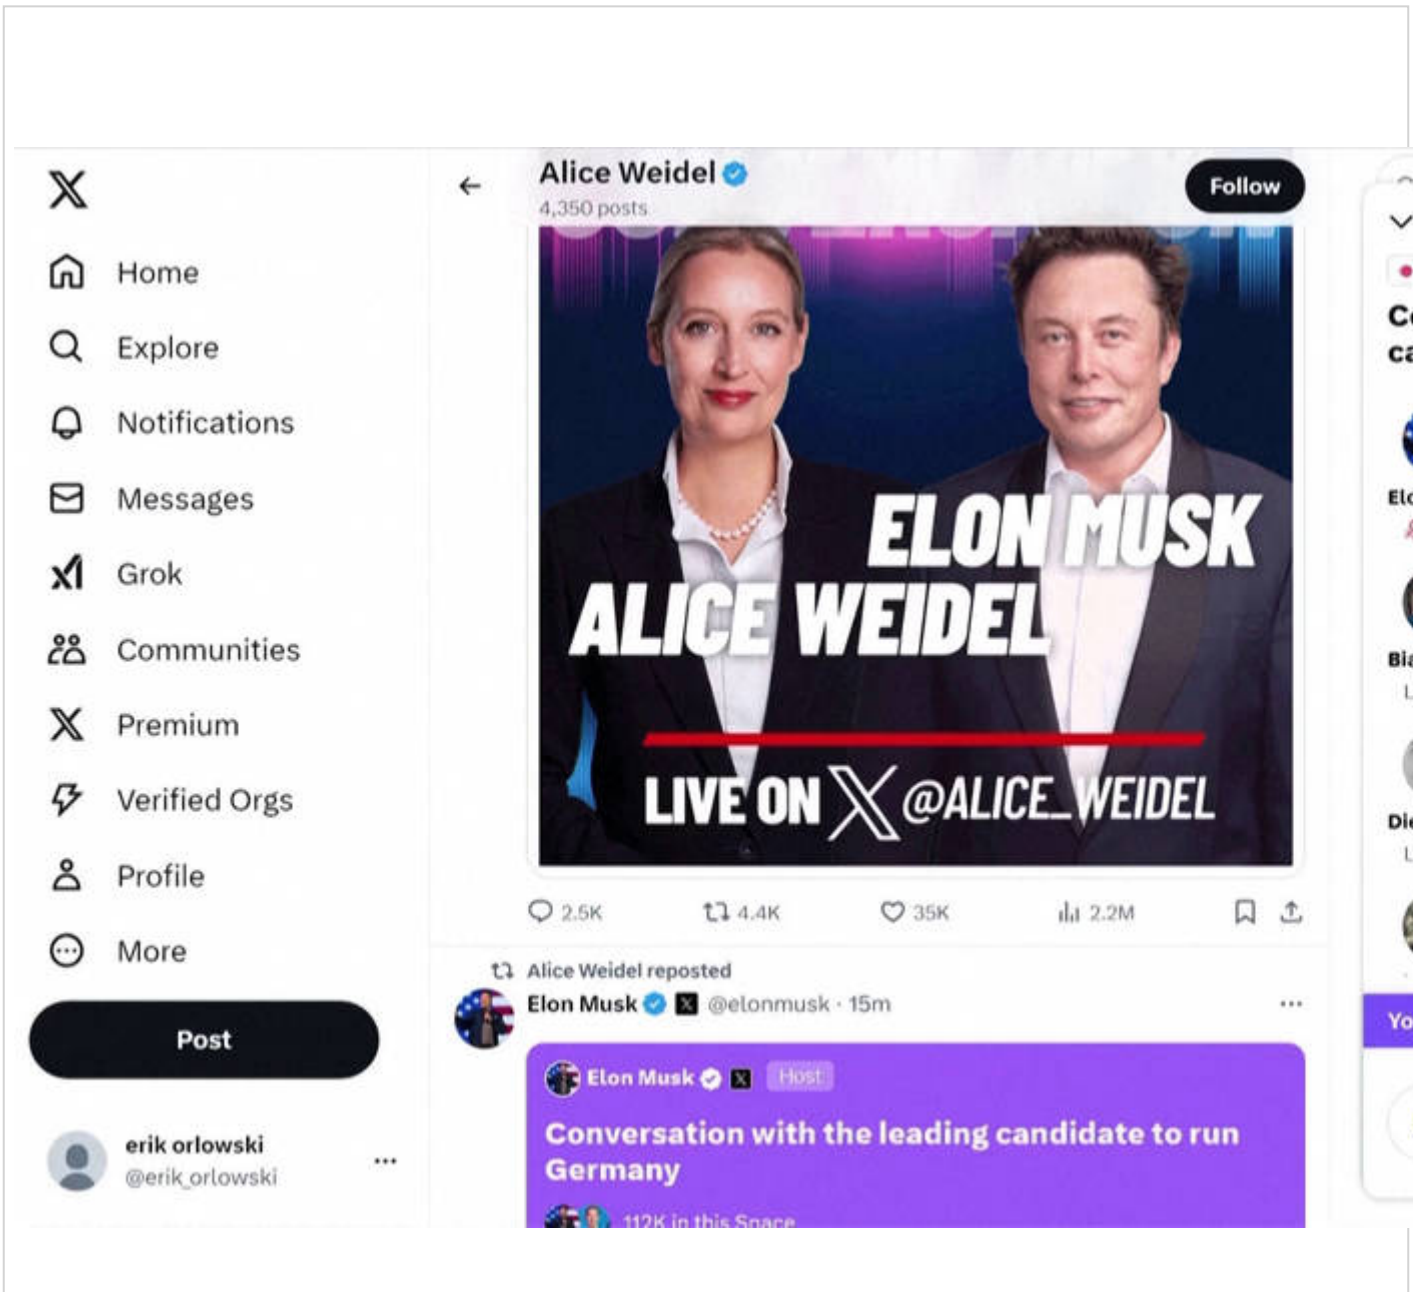 Home
Explore
Notifications
Messages
Grok
Communities
Premium
Verified Orgs
Profile
More
Post
erik orlowski
@erik_orlowski
Alice Weidel
4,350 posts
Follow
ELON MUSK
ALICE WEIDEL
LIVE ON X @ALICE_WEIDEL
2.5K 4.4K 35K 2.2M
Alice Weidel reposted
Elon Musk @elonmusk · 15m
Elon Musk Host
Conversation with the leading candidate to run
Germany
112K in this Space